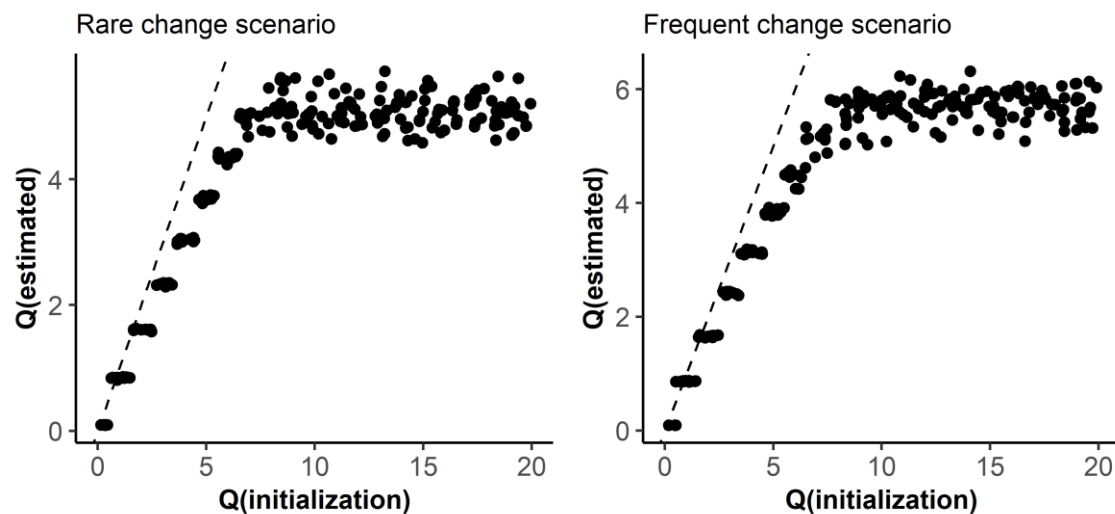 Rare change scenario
Q(estimated)
4
2
0
0 5 10 15 20
Q(initialization)
Frequent change scenario
Q(estimated)
6
4
2
0
0 5 10 15 20
Q(initialization)